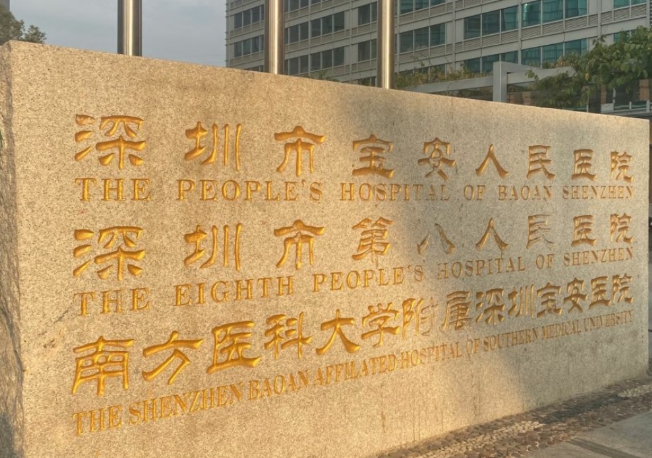 深圳市宝安人民医院
THE PEOPLE'S HOSPITAL OF BAOAN SHENZHEN
深圳市第八人民医院
THE EIGHTH PEOPLE'S HOSPITAL OF SHENZHEN
南方医科大学附属深圳宝安医院
THE SHENZHEN BAOAN AFFILIATED HOSPITAL OF SOUTHERN MEDICAL UNIVERSITY